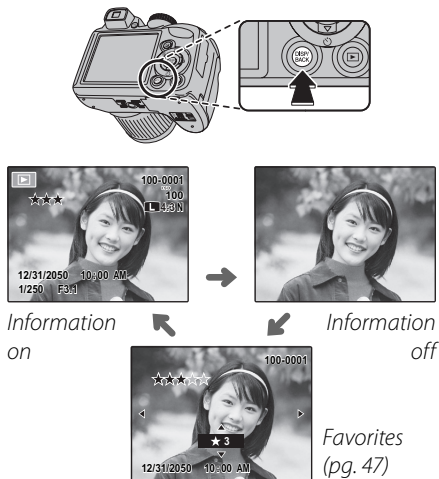 DISP/
BACK
100-0001
ISO 100
★★★
L 4:3 N
12/31/2050 10:00 AM
1/250 F3.1
Information
on
Information
off
100-0001
★★★☆☆
★ 3
12/31/2050 10:00 AM
Favorites
(pg. 47)